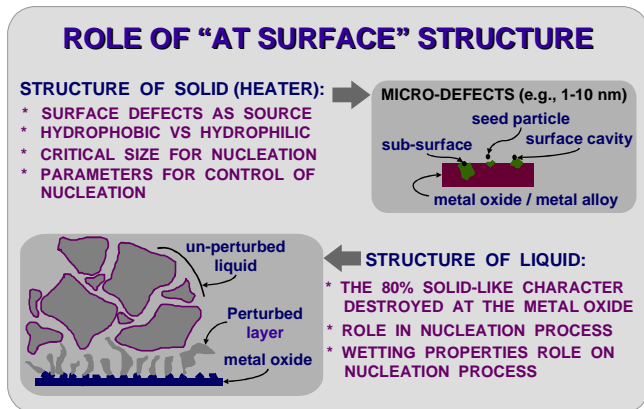 ROLE OF “AT SURFACE” STRUCTURE
STRUCTURE OF SOLID (HEATER):
* SURFACE DEFECTS AS SOURCE
* HYDROPHOBIC VS HYDROPHILIC
* CRITICAL SIZE FOR NUCLEATION
* PARAMETERS FOR CONTROL OF
NUCLEATION
MICRO-DEFECTS (e.g., 1-10 nm)
seed particle
sub-surface
surface cavity
metal oxide / metal alloy
un-perturbed
liquid
Perturbed
layer
metal oxide
STRUCTURE OF LIQUID:
* THE 80% SOLID-LIKE CHARACTER
DESTROYED AT THE METAL OXIDE
* ROLE IN NUCLEATION PROCESS
* WETTING PROPERTIES ROLE ON
NUCLEATION PROCESS